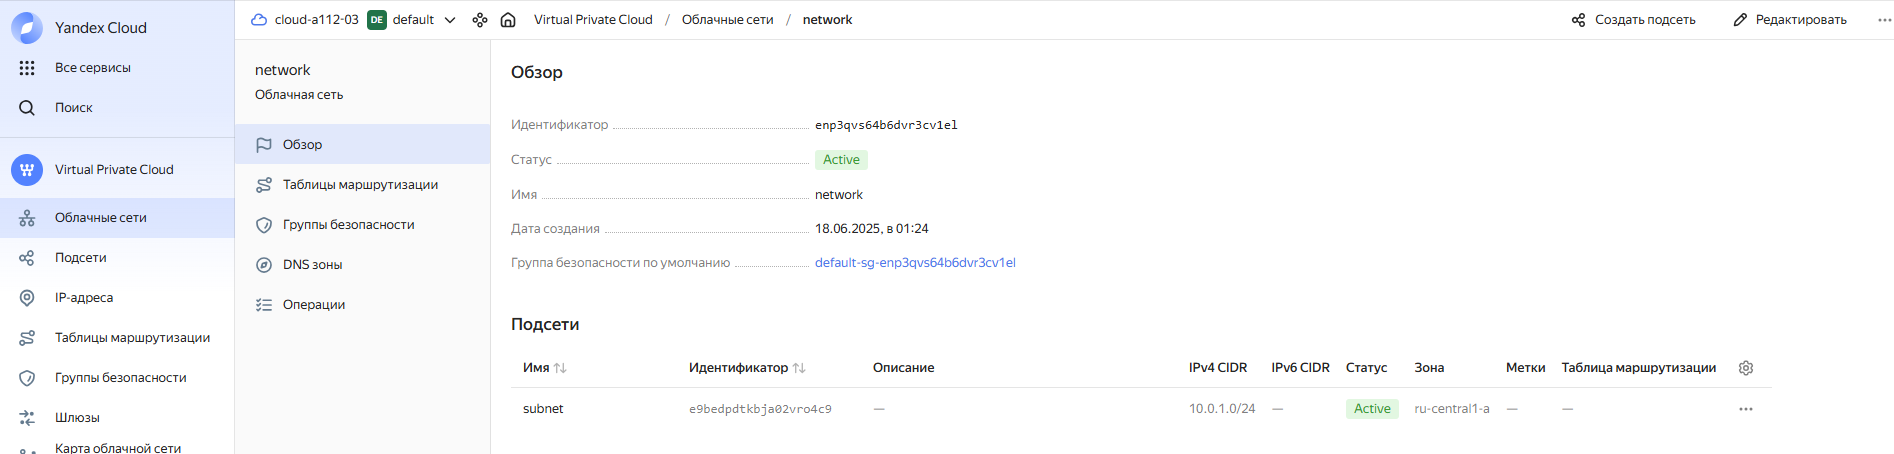 Yandex Cloud
Все сервисы
Поиск
Virtual Private Cloud
Облачные сети
Подсети
IP-адреса
Таблицы маршрутизации
Группы безопасности
Шлюзы
Карта облачной сети
cloud-a112-03 DE default Virtual Private Cloud / Облачные сети / network
Создать подсеть Редактировать
network
Облачная сеть
Обзор
Таблицы маршрутизации
Группы безопасности
DNS зоны
Операции
Обзор
Идентификатор enp3qvs64b6dvr3cv1el
Статус Active
Имя network
Дата создания 18.06.2025, в 01:24
Группа безопасности по умолчанию default-sg-enp3qvs64b6dvr3cv1el
Подсети
Имя Идентификатор Описание IPv4 CIDR IPv6 CIDR Статус Зона Метки Таблица маршрутизации
subnet e9bedpdtkbja02vro4c9 — 10.0.1.0/24 — Active ru-central1-a — —